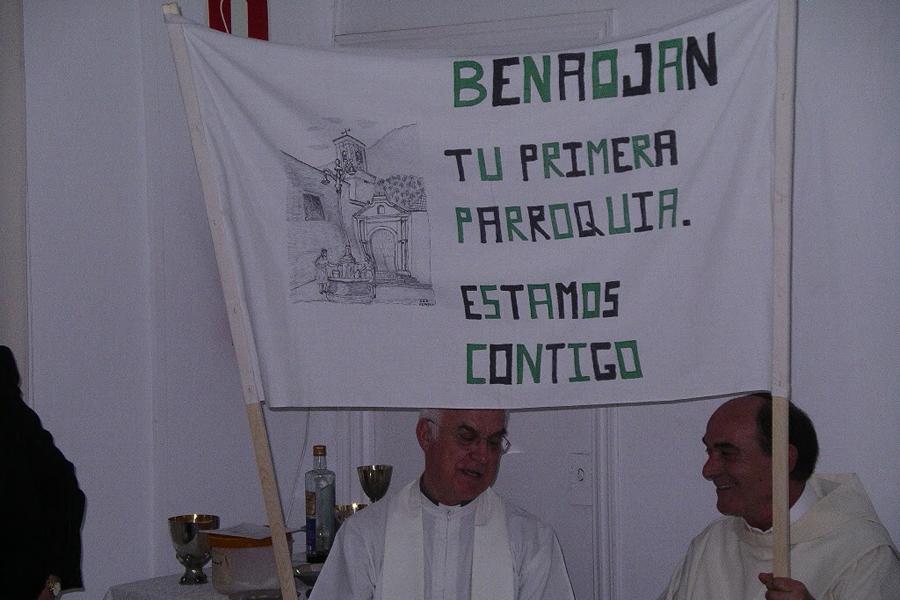 BENAOJAN
TU PRIMERA
PARROQUIA.
ESTAMOS
CONTIGO